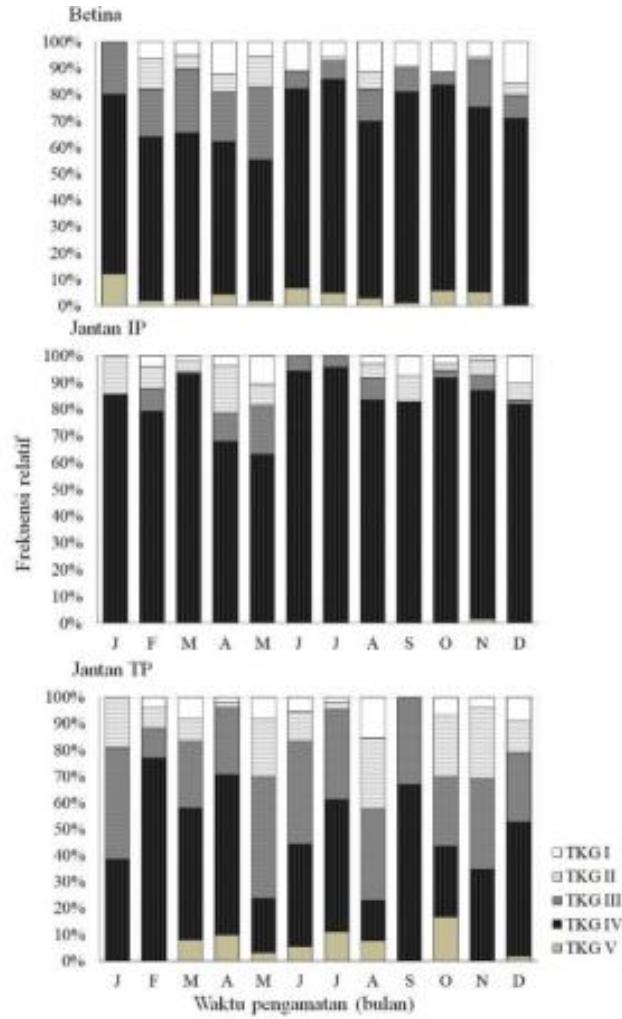 Betina
100%
90%
80%
70%
60%
50%
40%
30%
20%
10%
0%
Jantan IP
100%
90%
80%
70%
60%
50%
40%
30%
20%
10%
0%
J F M A M J J A S O N D
Frekuensi relatif
Jantan TP
100%
90%
80%
70%
60%
50%
40%
30%
20%
10%
0%
J F M A M J J A S O N D
Waktu pengamatan (bulan)
TKG I
TKG II
TKG III
TKG IV
TKG V